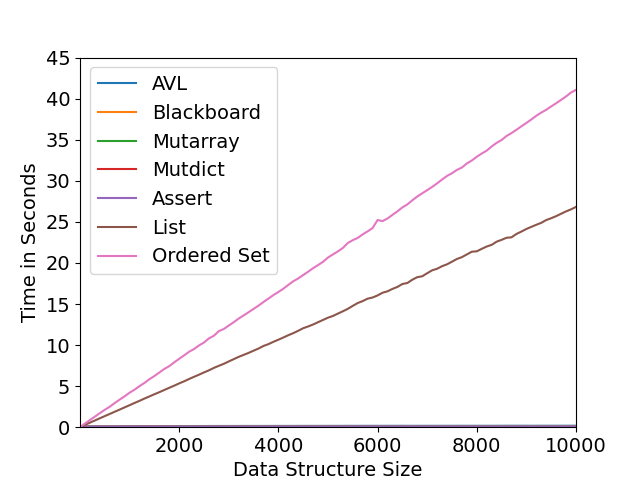 45
40
35
30
25
20
15
10
5
0
Time in Seconds
AVL
Blackboard
Mutarray
Mutdict
Assert
List
Ordered Set
2000 4000 6000 8000 10000
Data Structure Size